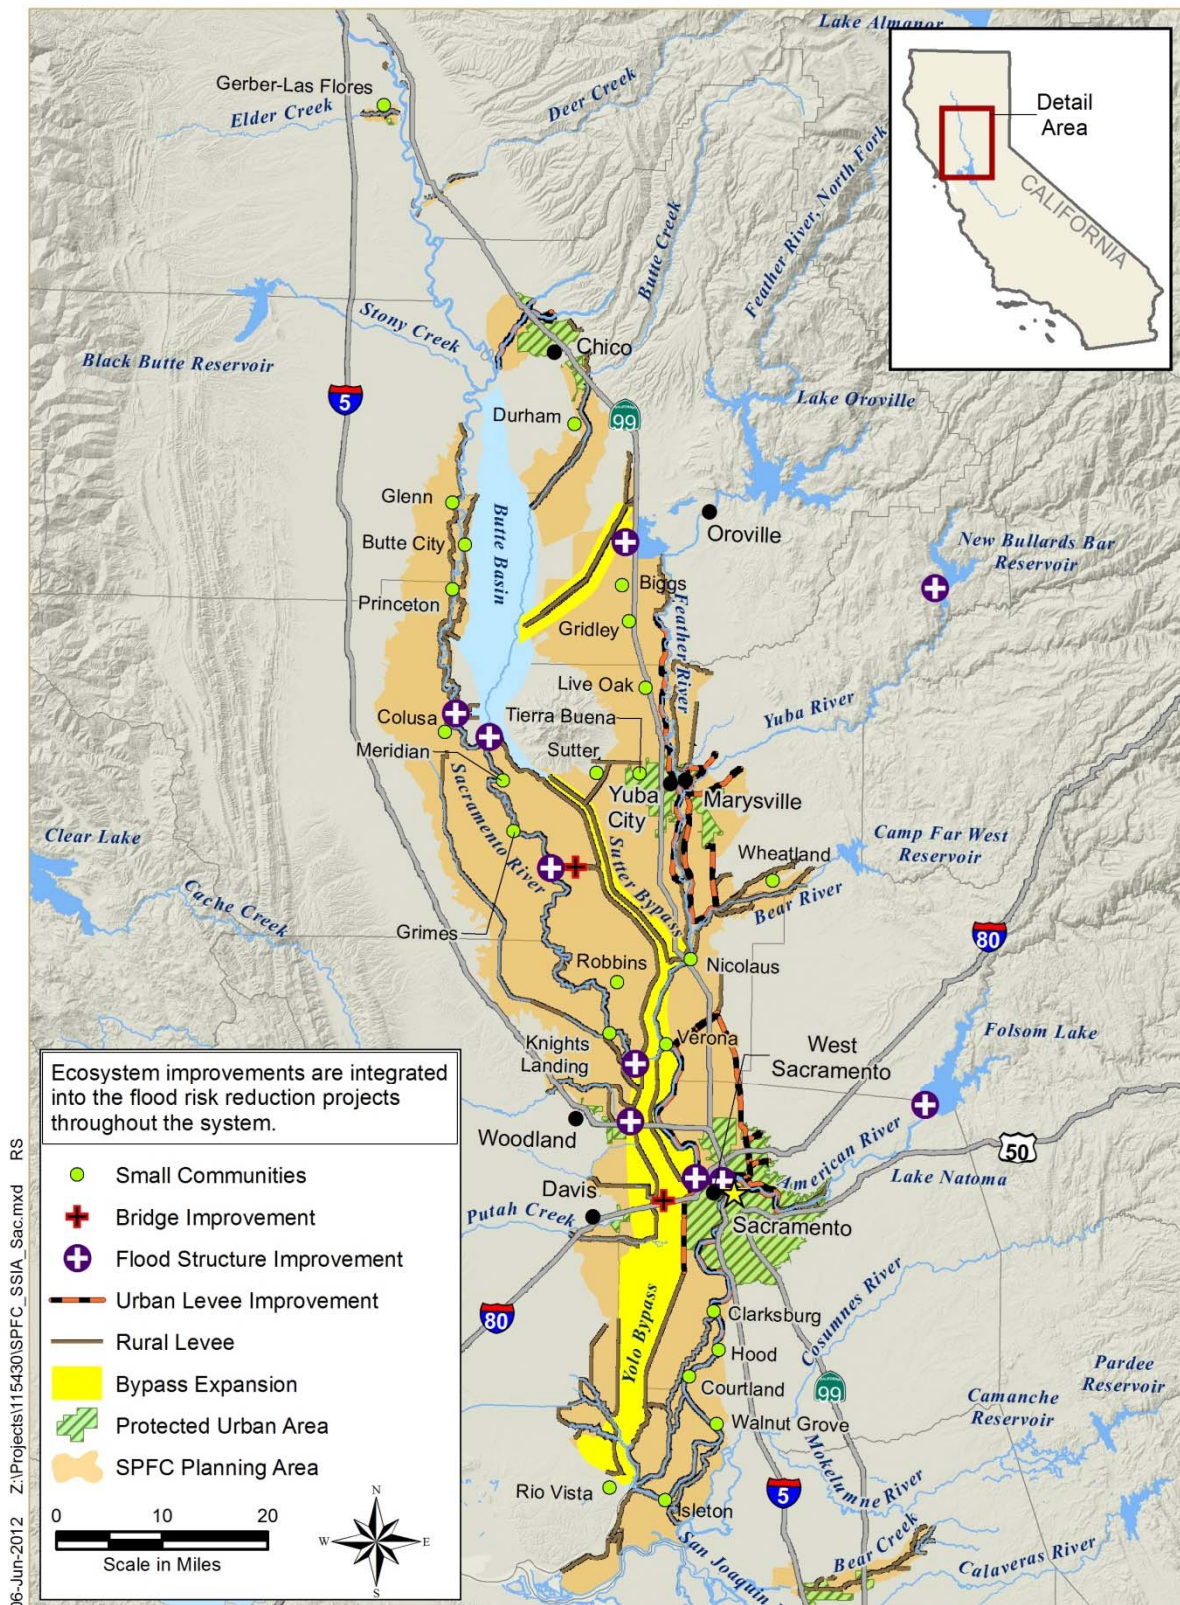 Lake Almanor
Gerber-Las Flores
Elder Creek
Deer Creek
Feather River, North Fork
Detail
Area
CALIFORNIA
Butte Creek
Stony Creek
Black Butte Reservoir
Chico
5
Lake Oroville
99
Durham
Glenn
Butte City
Butte Basin
Oroville
New Bullards Bar
Reservoir
Princeton
Biggs
Gridley
Feather River
Live Oak
Colusa
Tierra Buena
Yuba River
Meridian
Sutter
Yuba
City
Marysville
Sacramento River
Sutter Bypass
Clear Lake
Camp Far West
Reservoir
Wheatland
Cache Creek
Bear River
Grimes
80
Robbins
Nicolaus
Folsom Lake
Knights
Landing
Verona
West
Sacramento
Ecosystem improvements are integrated
into the flood risk reduction projects
throughout the system.
Woodland
American River
50
Lake Natoma
Small Communities
Davis
Putah Creek
Bridge Improvement
Sacramento
Flood Structure Improvement
Urban Levee Improvement
80
Clarksburg
Cosumnes River
Rural Levee
Yolo Bypass
Hood
Bypass Expansion
Courtland
99
Pardee
Reservoir
Camanche
Reservoir
Protected Urban Area
Walnut Grove
SPFC Planning Area
Mokelumne River
Rio Vista
5
Isleton
0 10 20
Scale in Miles
N
W E
S
San Joaquin
Bear Creek
Calaveras River
06-Jun-2012 Z:\Projects\115430\SPFC_SSIA_Sac.mxd RS